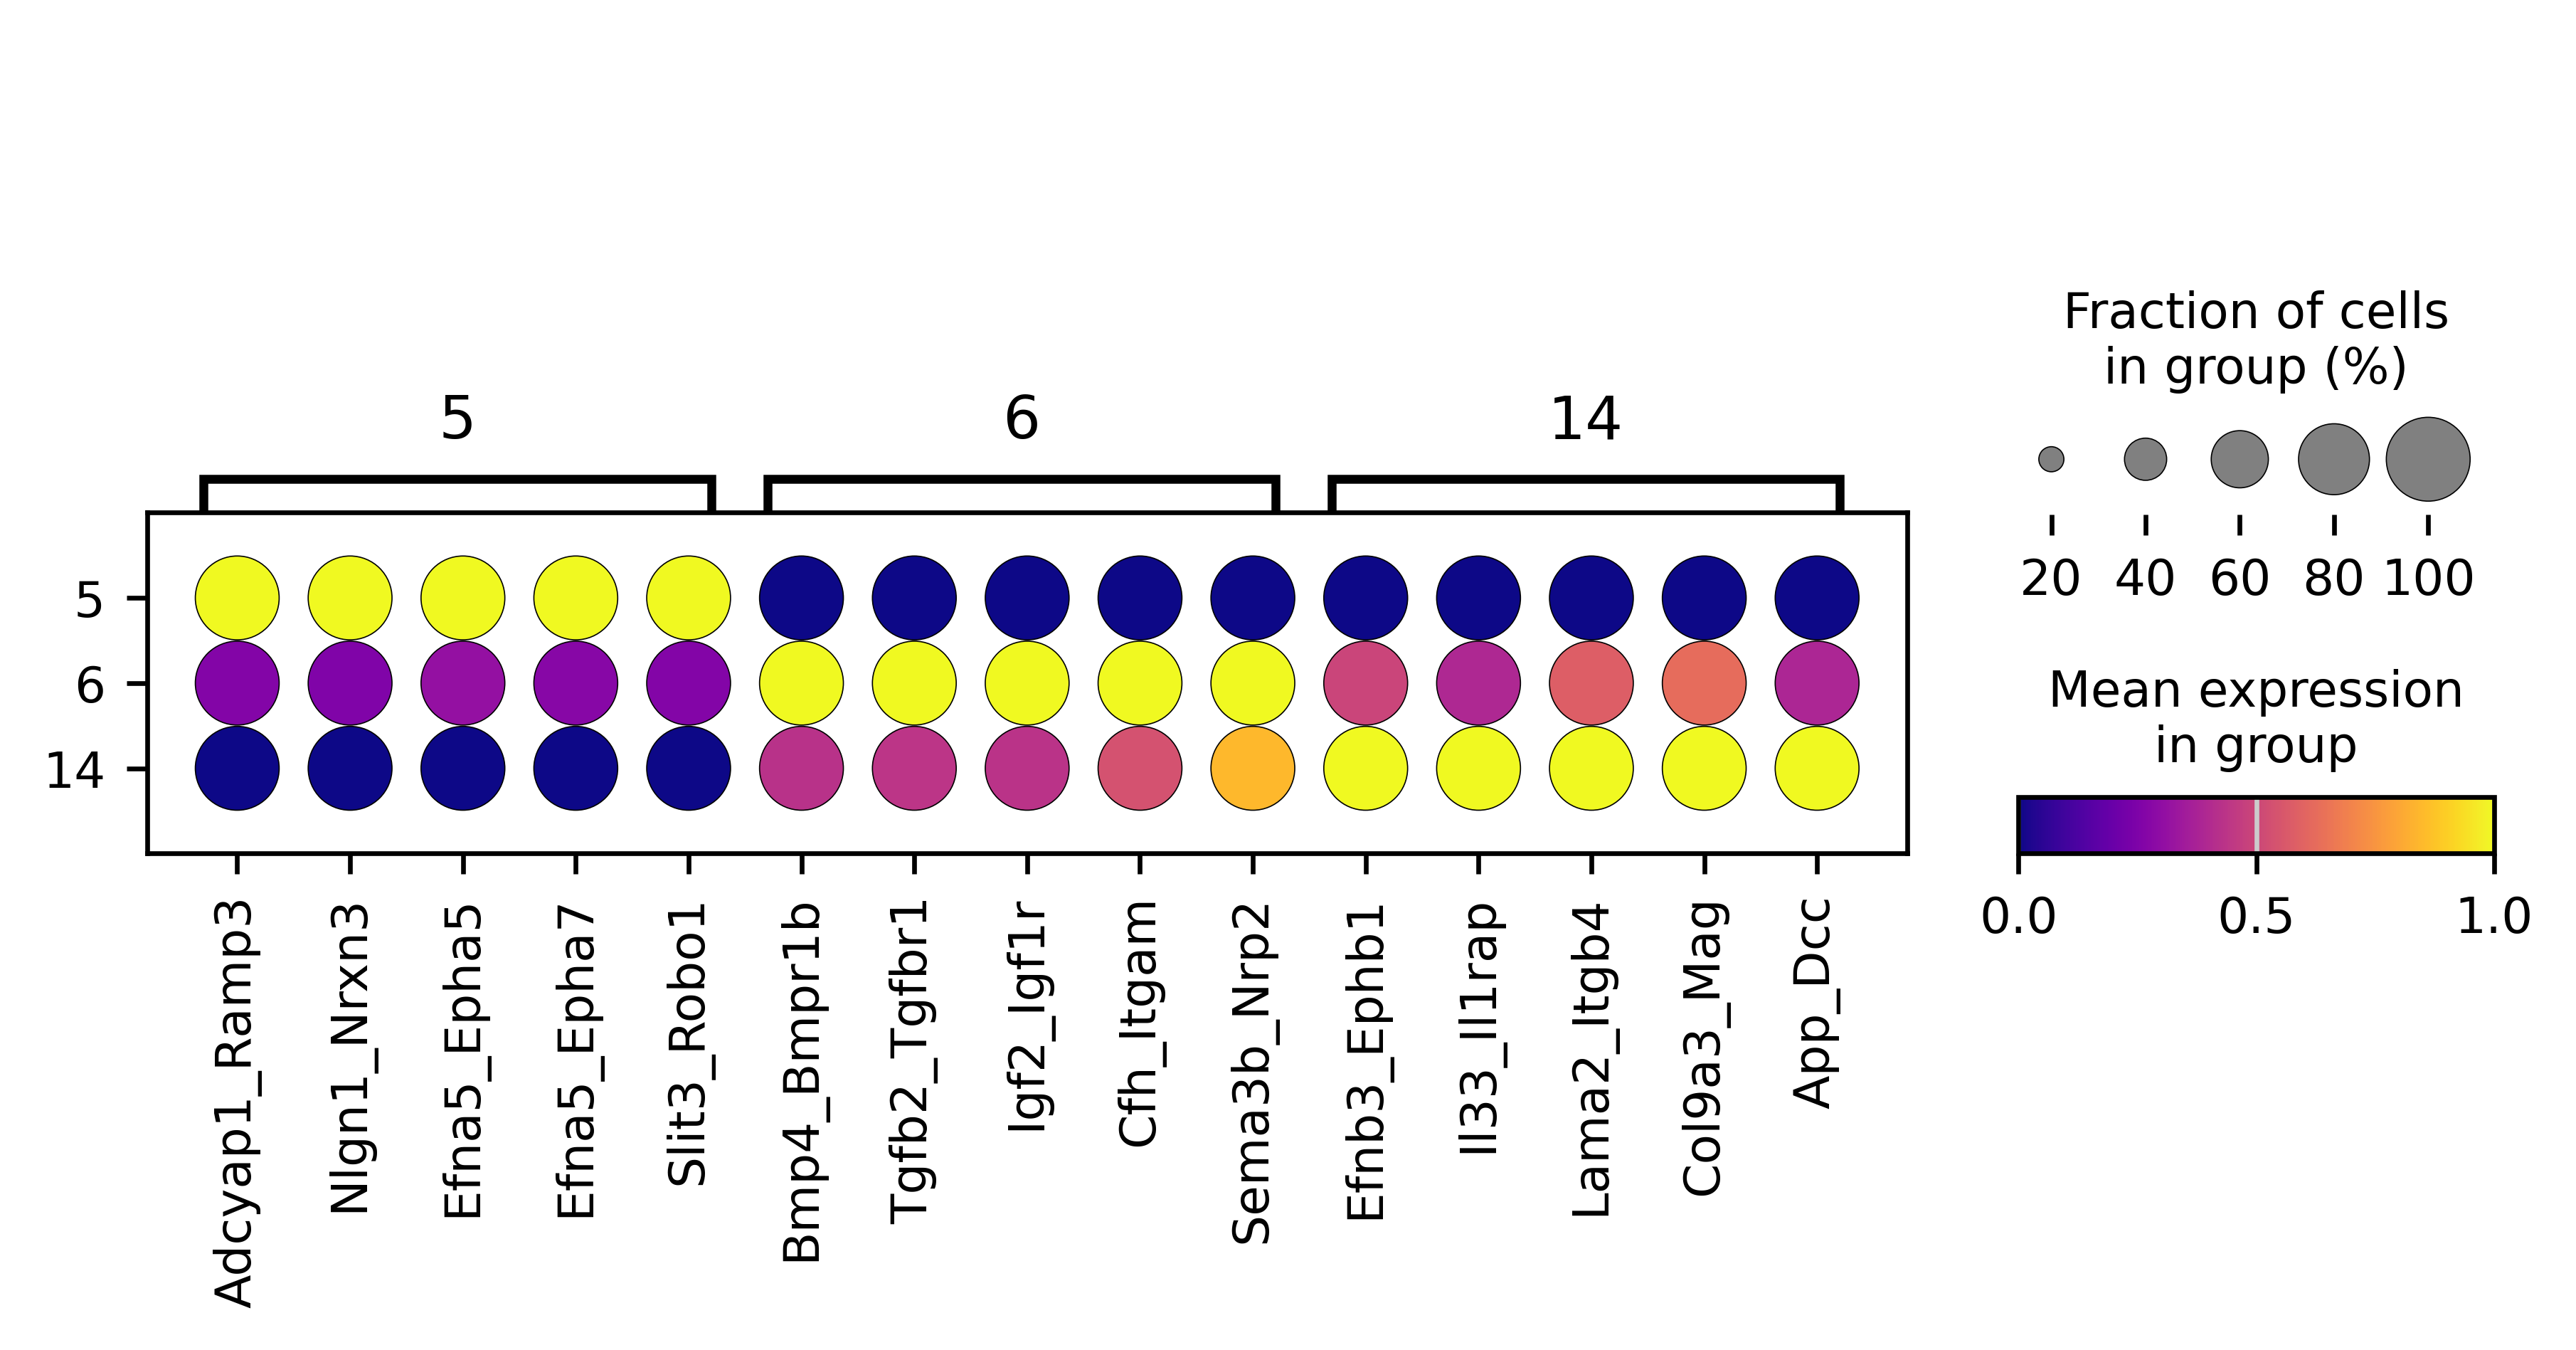 5 6 14
5
6
14
Adcyap1_Ramp3
Nlgn1_Nrxn3
Efna5_Epha5
Efna5_Epha7
Slit3_Robo1
Bmp4_Bmpr1b
Tgfb2_Tgfbr1
Igf2_Igf1r
Cfh_Itgam
Sema3b_Nrp2
Efnb3_Ephb1
Il33_Il1rap
Lama2_Itgb4
Col9a3_Mag
App_Dcc
Fraction of cells
in group (%)
20 40 60 80 100
Mean expression
in group
0.0 0.5 1.0